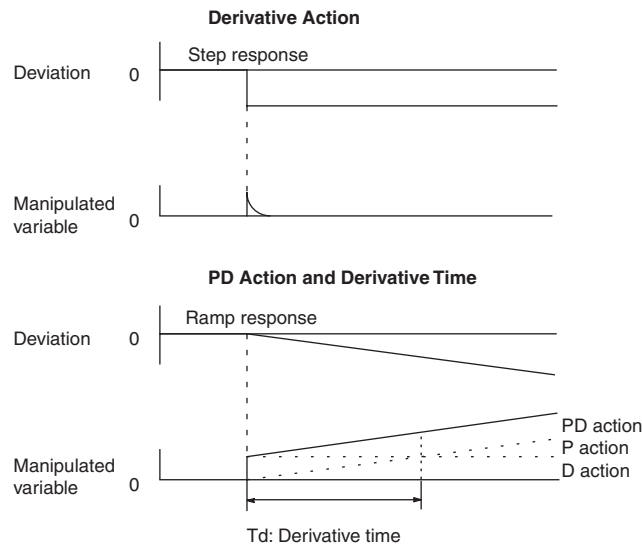 Derivative Action
Step response
Deviation 0
Manipulated
variable 0
PD Action and Derivative Time
Ramp response
Deviation 0
PD action
P action
Manipulated
variable 0
D action
Td: Derivative time